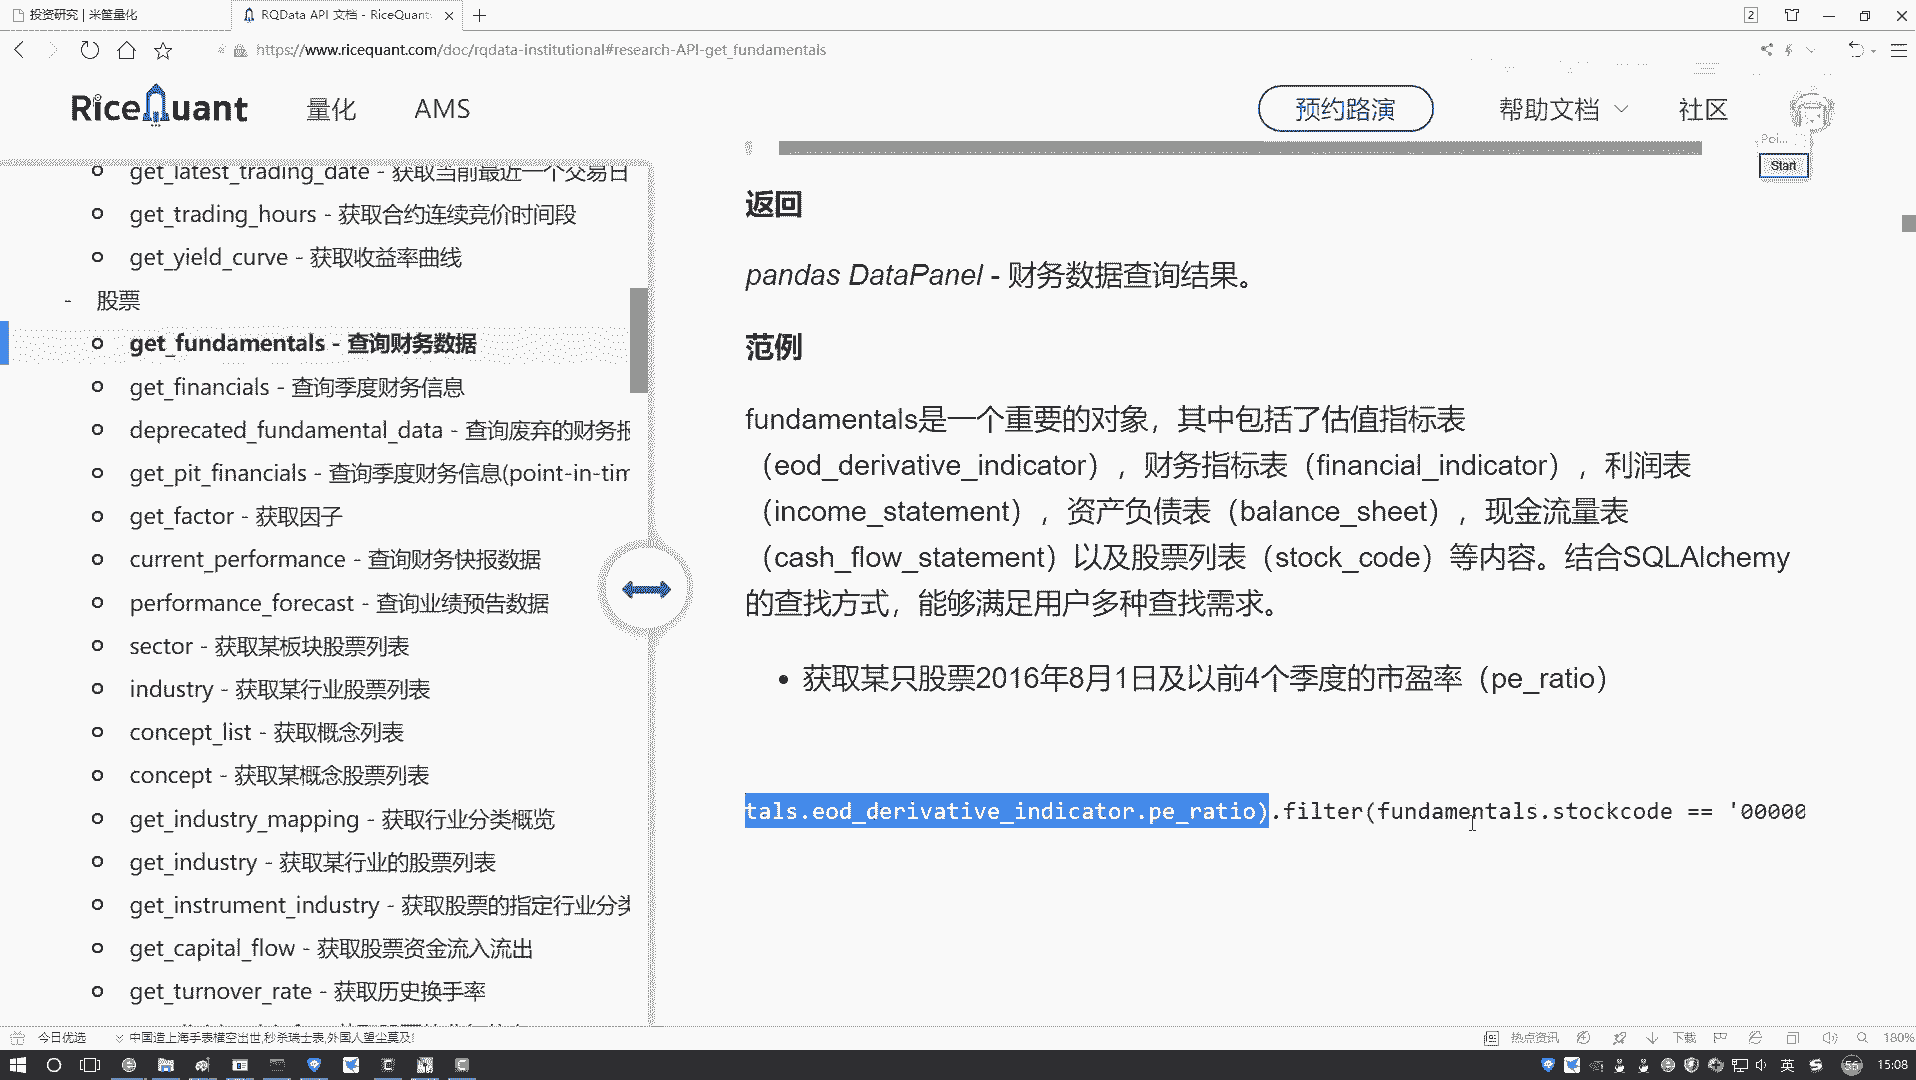 投资研究 | 米筐量化
RQData API 文档 - RiceQuant
2
https://www.ricequant.com/doc/rqdata-institutional#research-API-get_fundamentals
RiceQuant
量化
AMS
预约路演
帮助文档
社区
Poi...
Start
get_latest_trading_date - 获取当前最近一个交易日
get_trading_hours - 获取合约连续竞价时间段
get_yield_curve - 获取收益率曲线
- 股票
get_fundamentals - 查询财务数据
get_financials - 查询季度财务信息
deprecated_fundamental_data - 查询废弃的财务报
get_pit_financials - 查询季度财务信息(point-in-tim
get_factor - 获取因子
current_performance - 查询财务快报数据
performance_forecast - 查询业绩预告数据
sector - 获取某板块股票列表
industry - 获取某行业股票列表
concept_list - 获取概念列表
concept - 获取某概念股票列表
get_industry_mapping - 获取行业分类概览
get_industry - 获取某行业的股票列表
get_instrument_industry - 获取股票的指定行业分类
get_capital_flow - 获取股票资金流入流出
get_turnover_rate - 获取历史换手率
返回
pandas DataPanel - 财务数据查询结果。
范例
fundamentals是一个重要的对象，其中包括了估值指标表
（eod_derivative_indicator），财务指标表（financial_indicator），利润表
（income_statement），资产负债表（balance_sheet），现金流量表
（cash_flow_statement）以及股票列表（stock_code）等内容。结合SQLAlchemy
的查找方式，能够满足用户多种查找需求。
• 获取某只股票2016年8月1日及以前4个季度的市盈率（pe_ratio）
tals.eod_derivative_indicator.pe_ratio).filter(fundamentals.stockcode == '00000
今日优选
中国造上海手表横空出世,秒杀瑞士表,外国人望尘莫及!
热点资讯
下载
180%
英
56
15:08